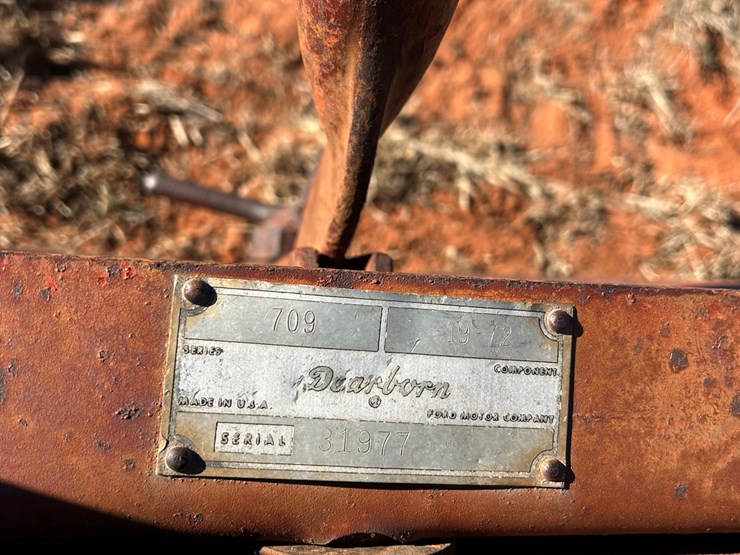 709 19-72
SERIES COMPONENT
Dearborn
MADE IN U.S.A. ® FORD MOTOR COMPANY
SERIAL 31977